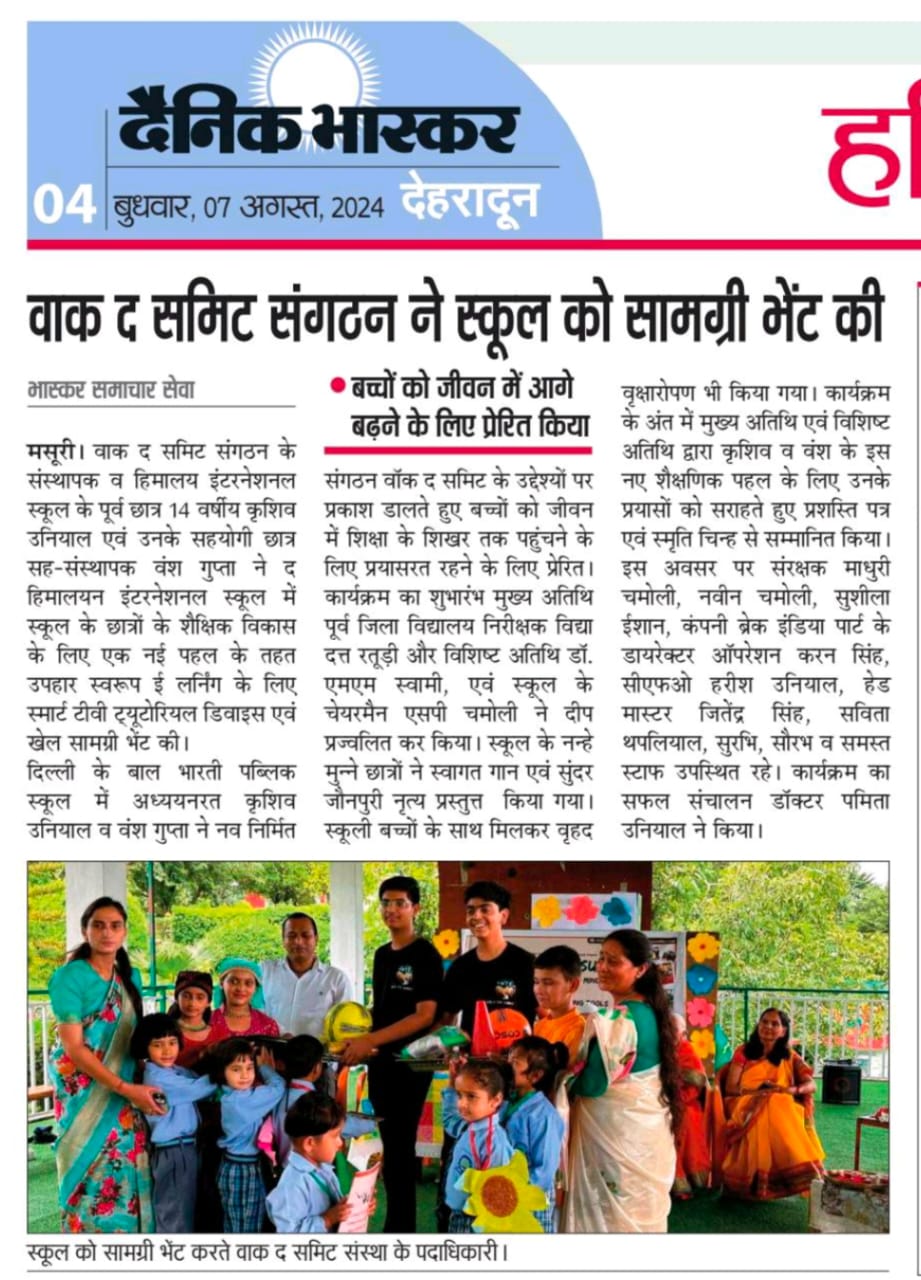 दैनिक भास्कर
04 बुधवार, 07 अगस्त, 2024 देहरादून
वाक द समिट संगठन ने स्कूल को सामग्री भेंट की
भास्कर समाचार सेवा
मसूरी। वाक द समिट संगठन के
संस्थापक व हिमालय इंटरनेशनल
स्कूल के पूर्व छात्र 14 वर्षीय कृशिव
उनियाल एवं उनके सहयोगी छात्र
सह-संस्थापक वंश गुप्ता ने द
हिमालयन इंटरनेशनल स्कूल में
स्कूल के छात्रों के शैक्षिक विकास
के लिए एक नई पहल के तहत
उपहार स्वरूप ई लर्निंग के लिए
स्मार्ट टीवी ट्यूटोरियल डिवाइस एवं
खेल सामग्री भेंट की।
दिल्ली के बाल भारती पब्लिक
स्कूल में अध्ययनरत कृशिव
उनियाल व वंश गुप्ता ने नव निर्मित
• बच्चों को जीवन में आगे
बढ़ने के लिए प्रेरित किया
संगठन वॉक द समिट के उद्देश्यों पर
प्रकाश डालते हुए बच्चों को जीवन
में शिक्षा के शिखर तक पहुंचने के
लिए प्रयासरत रहने के लिए प्रेरित।
कार्यक्रम का शुभारंभ मुख्य अतिथि
पूर्व जिला विद्यालय निरीक्षक विद्या
दत्त रतूड़ी और विशिष्ट अतिथि डॉ.
एमएम स्वामी, एवं स्कूल के
चेयरमैन एसपी चमोली ने दीप
प्रज्वलित कर किया। स्कूल के नन्हे
मुन्ने छात्रों ने स्वागत गान एवं सुंदर
जौनपुरी नृत्य प्रस्तुत्त किया गया।
स्कूली बच्चों के साथ मिलकर वृहद
वृक्षारोपण भी किया गया। कार्यक्रम
के अंत में मुख्य अतिथि एवं विशिष्ट
अतिथि द्वारा कृशिव व वंश के इस
नए शैक्षणिक पहल के लिए उनके
प्रयासों को सराहते हुए प्रशस्ति पत्र
एवं स्मृति चिन्ह से सम्मानित किया।
इस अवसर पर संरक्षक माधुरी
चमोली, नवीन चमोली, सुशीला
ईशान, कंपनी ब्रेक इंडिया पार्ट के
डायरेक्टर ऑपरेशन करन सिंह,
सीएफओ हरीश उनियाल, हेड
मास्टर जितेंद्र सिंह, सविता
थपलियाल, सुरभि, सौरभ व समस्त
स्टाफ उपस्थित रहे। कार्यक्रम का
सफल संचालन डॉक्टर पमिता
उनियाल ने किया।
स्कूल को सामग्री भेंट करते वाक द समिट संस्था के पदाधिकारी।